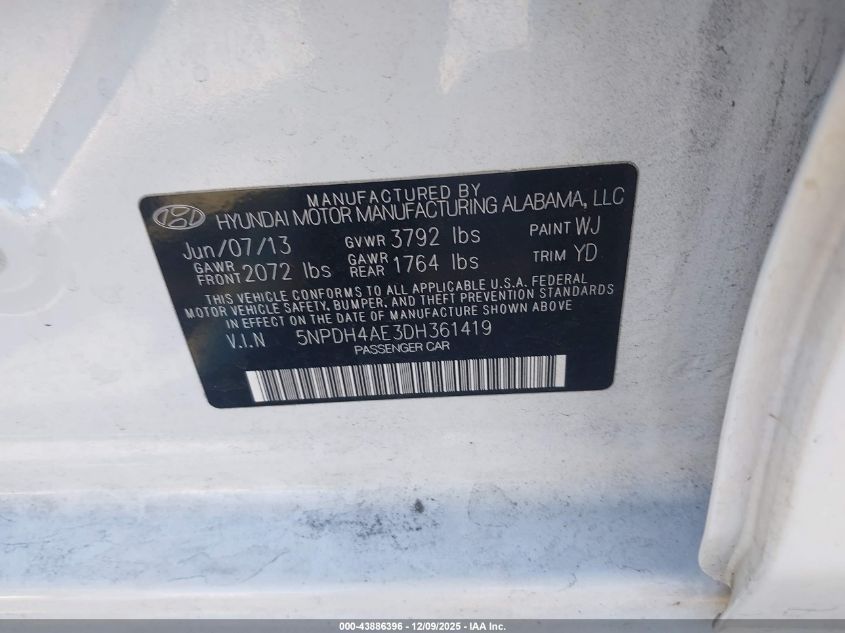 MANUFACTURED BY
HYUNDAI MOTOR MANUFACTURING ALABAMA, LLC
Jun/07/13 GVWR 3792 lbs PAINT WJ
GAWR FRONT 2072 lbs GAWR REAR 1764 lbs TRIM YD
THIS VEHICLE CONFORMS TO ALL APPLICABLE U.S.A. FEDERAL
MOTOR VEHICLE SAFETY, BUMPER, AND THEFT PREVENTION STANDARDS
IN EFFECT ON THE DATE OF MANUFACTURE SHOWN ABOVE
V.I.N 5NPDH4AE3DH361419
PASSENGER CAR
000-43886396 - 12/09/2025 - IAA Inc.